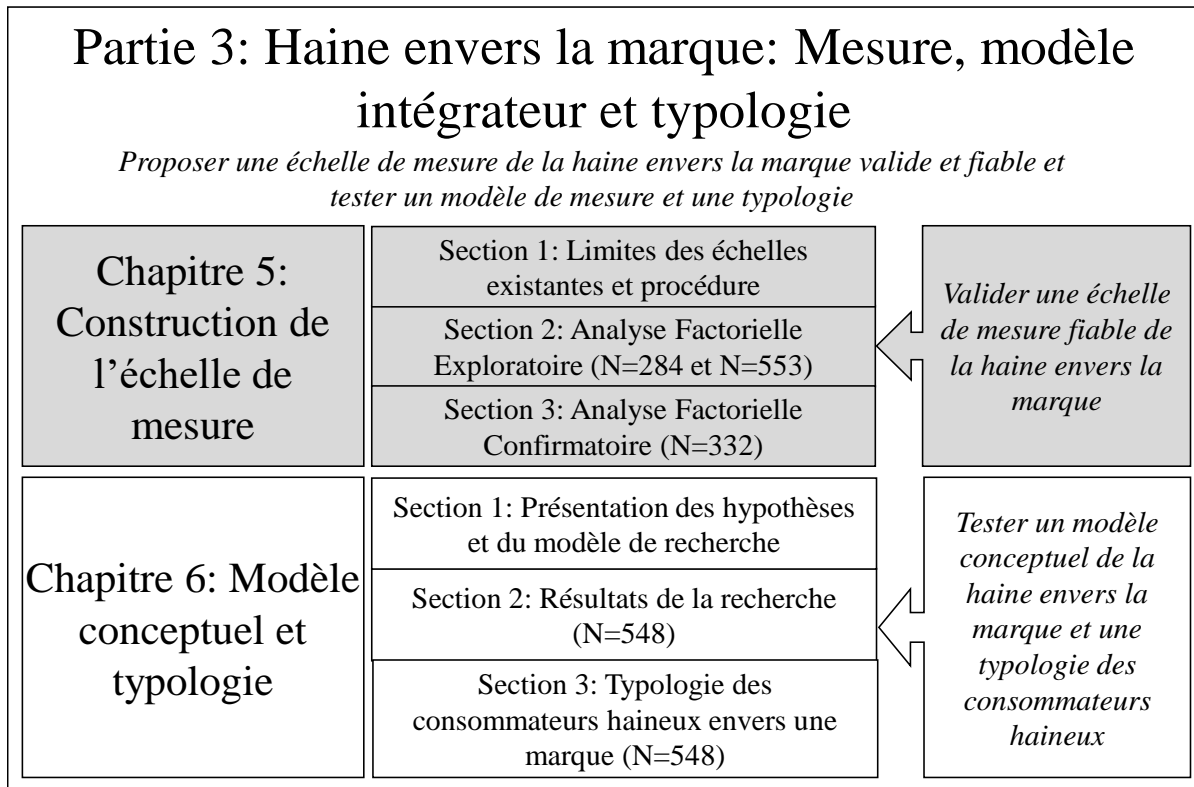 Partie 3: Haine envers la marque: Mesure, modèle
intégrateur et typologie
Proposer une échelle de mesure de la haine envers la marque valide et fiable et
tester un modèle de mesure et une typologie
Chapitre 5:
Construction de
l’échelle de
mesure
Section 1: Limites des échelles
existantes et procédure
Section 2: Analyse Factorielle
Exploratoire (N=284 et N=553)
Section 3: Analyse Factorielle
Confirmatoire (N=332)
Valider une échelle
de mesure fiable de
la haine envers la
marque
Chapitre 6: Modèle
conceptuel et
typologie
Section 1: Présentation des hypothèses
et du modèle de recherche
Section 2: Résultats de la recherche
(N=548)
Section 3: Typologie des
consommateurs haineux envers une
marque (N=548)
Tester un modèle
conceptuel de la
haine envers la
marque et une
typologie des
consommateurs
haineux